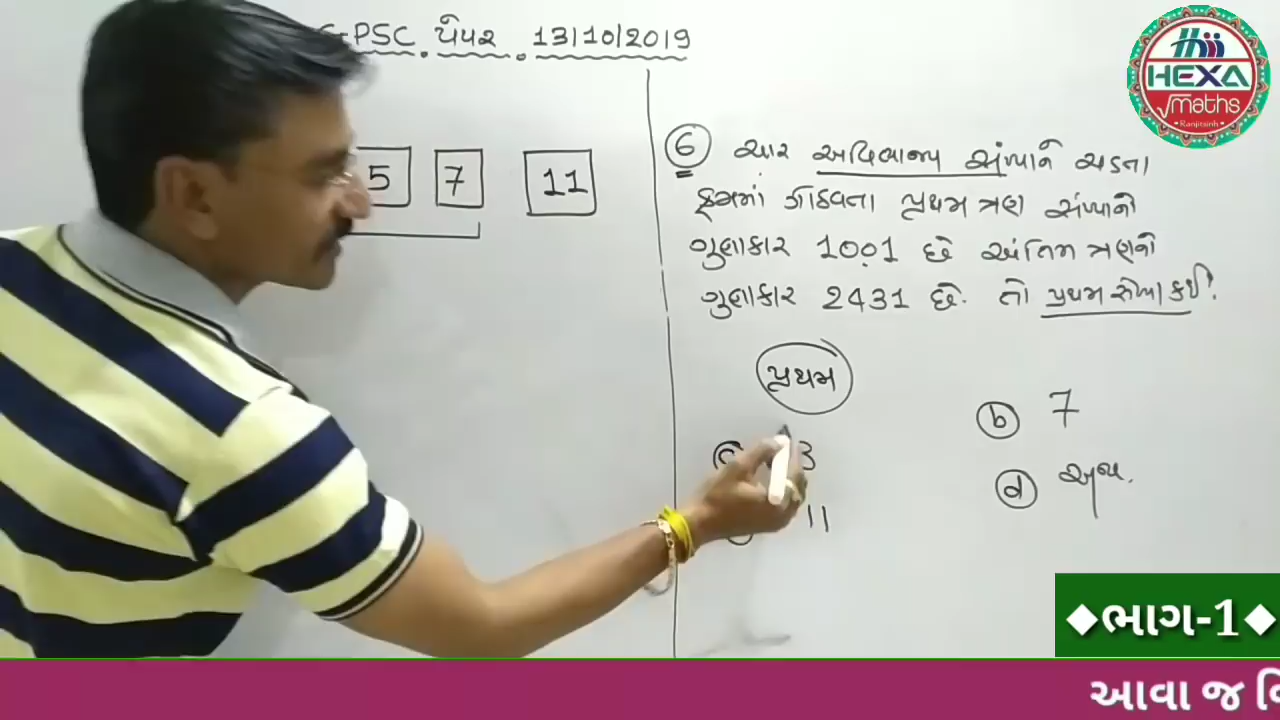 GPSC પેપર 13/10/2019
5 7 11
⑥ ચાર અવિભાજ્ય સંખ્યાને ચડતા
ક્રમમાં ગોઠવતા પ્રથમ ત્રણ સંખ્યાનો
ગુણાકાર 1001 છે અંતિમ ત્રણનો
ગુણાકાર 2431 છે. તો પ્રથમ સંખ્યા કઈ?
પ્રથમ
3
ⓑ 7
11
ⓓ અન્ય.
HEXA
√maths
Ranjitsinh
◆ભાગ-1◆
આવા જ